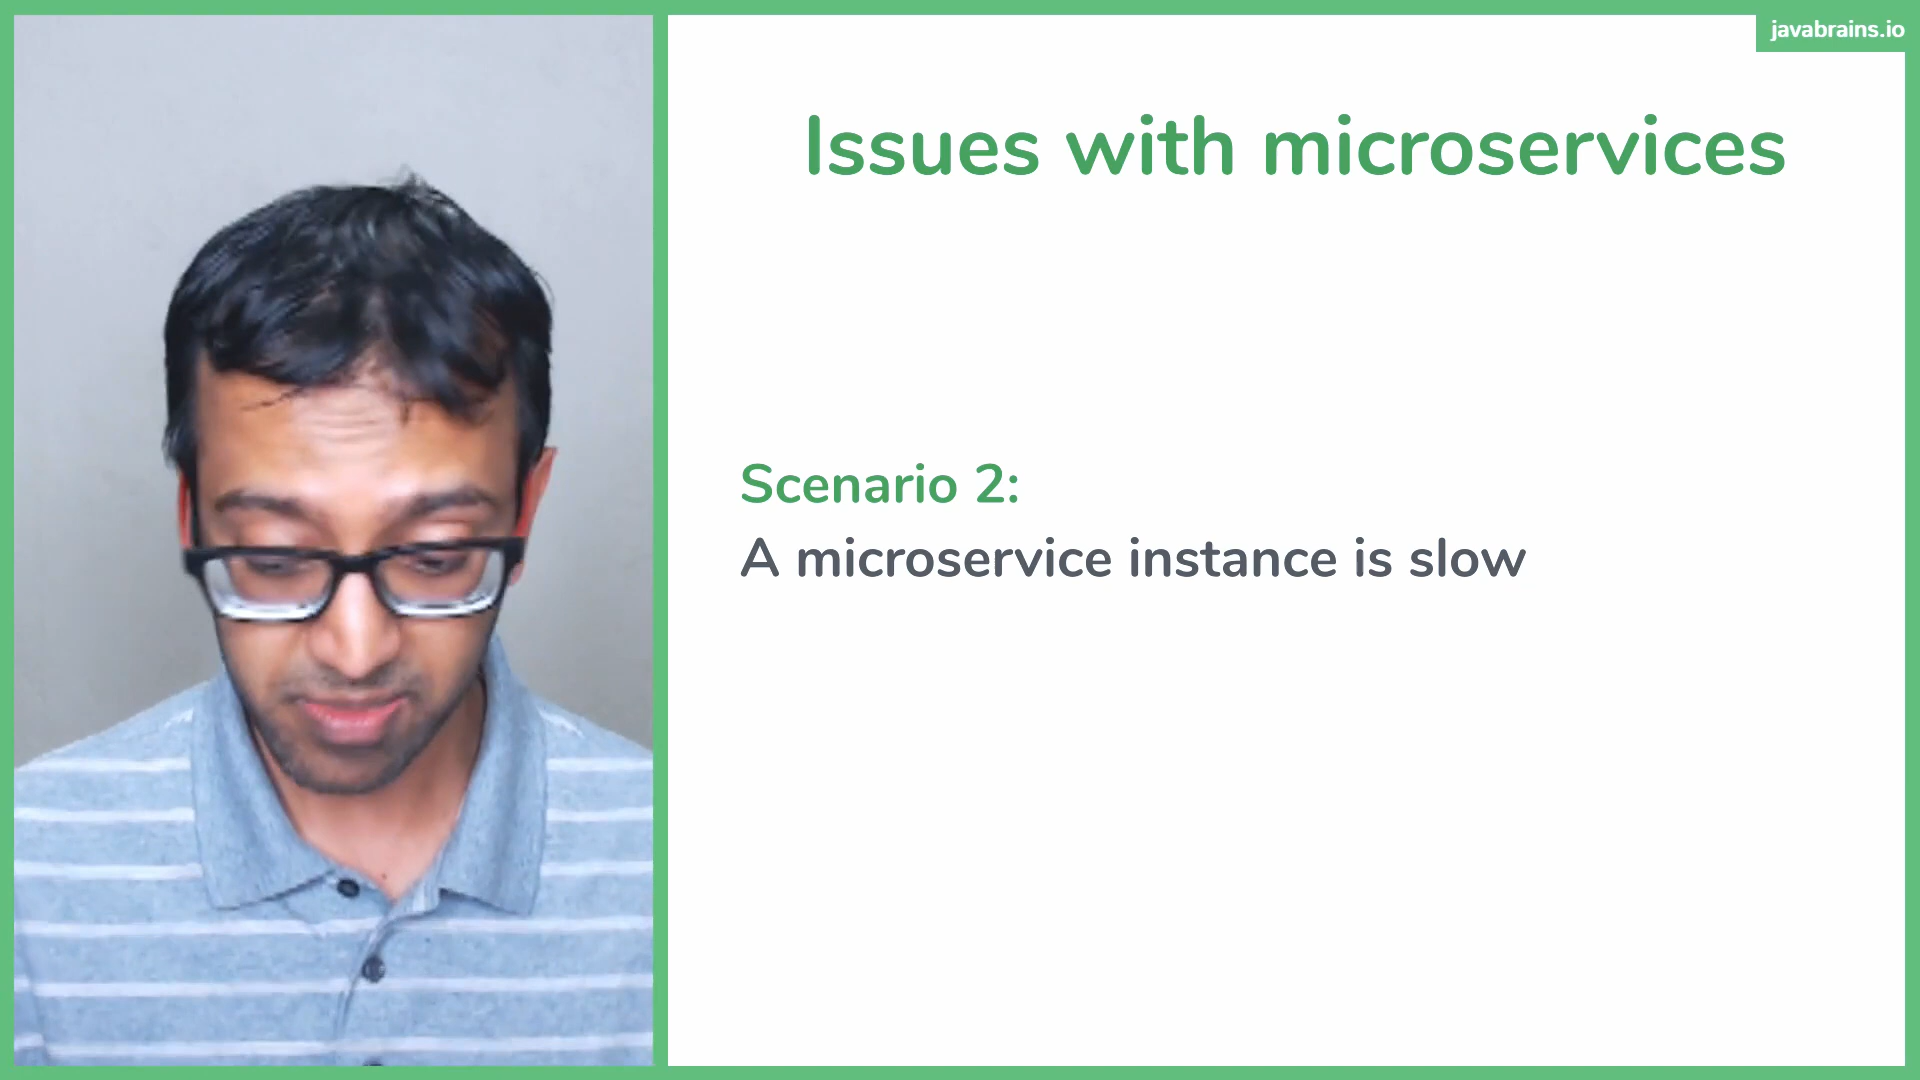 javabrains.io
Issues with microservices
Scenario 2:
A microservice instance is slow